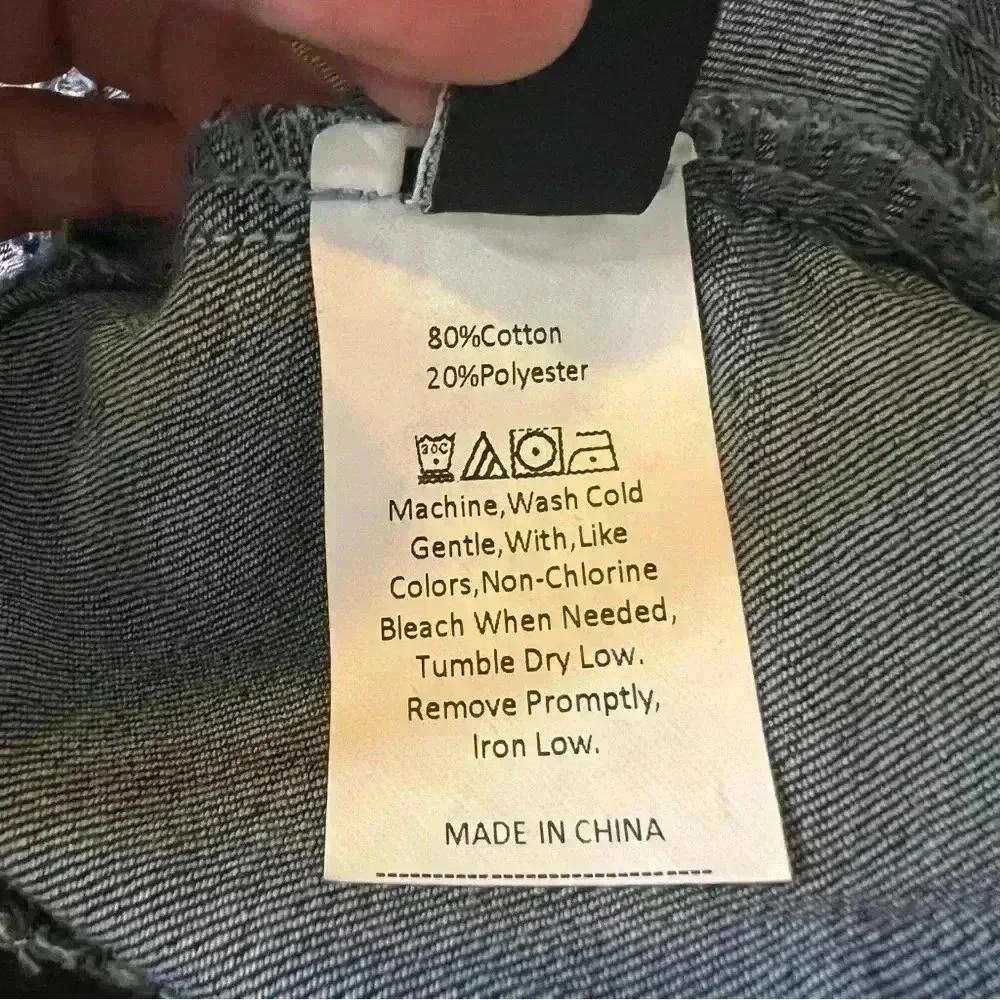 80%Cotton
20%Polyester
30C
Machine,Wash Cold
Gentle,With,Like
Colors,Non-Chlorine
Bleach When Needed,
Tumble Dry Low.
Remove Promptly,
Iron Low.
MADE IN CHINA